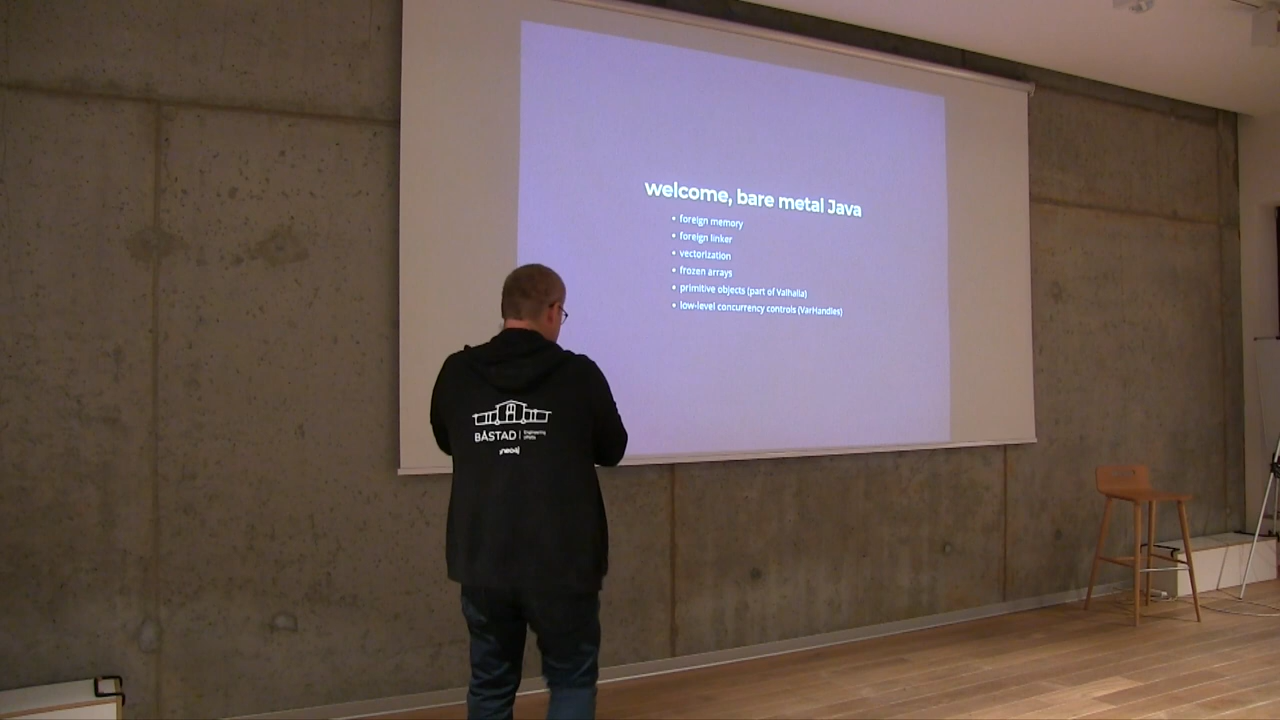 welcome, bare metal Java
• foreign memory
• foreign linker
• vectorization
• frozen arrays
• primitive objects (part of Valhalla)
• low-level concurrency controls (VarHandles)
BÅSTAD
neo4j